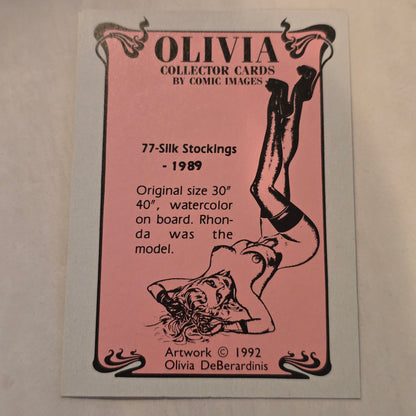 OLIVIA
COLLECTOR CARDS
BY COMIC IMAGES
77-Silk Stockings
- 1989
Original size 30"
40", watercolor
on board. Rhon-
da was the
model.
Artwork © 1992
Olivia DeBerardinis